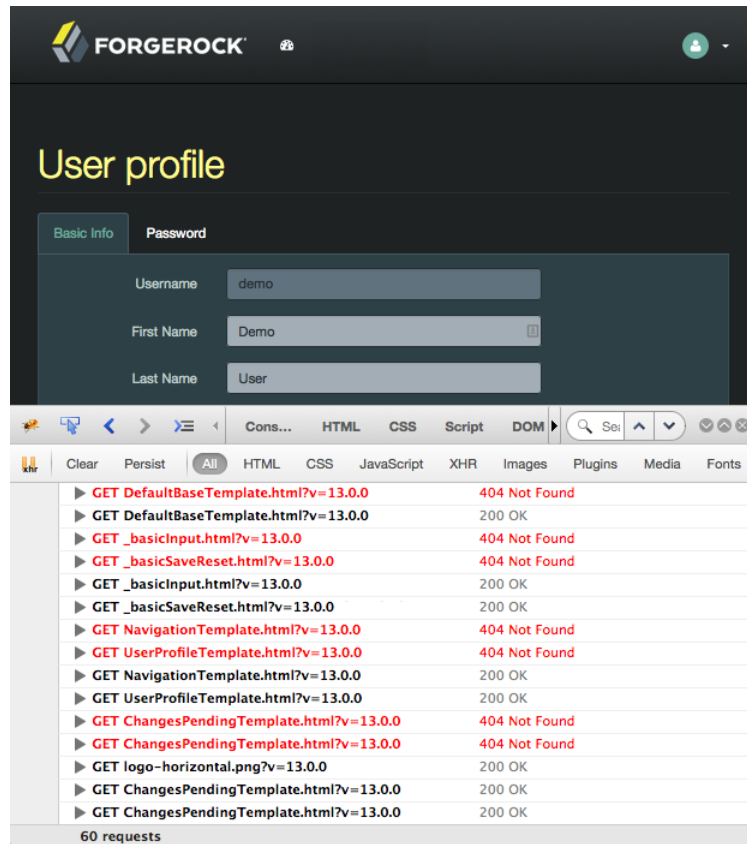 FORGEROCK
User profile
Basic Info Password
Username demo
First Name Demo
Last Name User
Cons... HTML CSS Script DOM Sea
xhr Clear Persist All HTML CSS JavaScript XHR Images Plugins Media Fonts
GET DefaultBaseTemplate.html?v=13.0.0 404 Not Found
GET DefaultBaseTemplate.html?v=13.0.0 200 OK
GET _basicInput.html?v=13.0.0 404 Not Found
GET _basicSaveReset.html?v=13.0.0 404 Not Found
GET _basicInput.html?v=13.0.0 200 OK
GET _basicSaveReset.html?v=13.0.0 200 OK
GET NavigationTemplate.html?v=13.0.0 404 Not Found
GET UserProfileTemplate.html?v=13.0.0 404 Not Found
GET NavigationTemplate.html?v=13.0.0 200 OK
GET UserProfileTemplate.html?v=13.0.0 200 OK
GET ChangesPendingTemplate.html?v=13.0.0 404 Not Found
GET ChangesPendingTemplate.html?v=13.0.0 404 Not Found
GET logo-horizontal.png?v=13.0.0 200 OK
GET ChangesPendingTemplate.html?v=13.0.0 200 OK
GET ChangesPendingTemplate.html?v=13.0.0 200 OK
60 requests